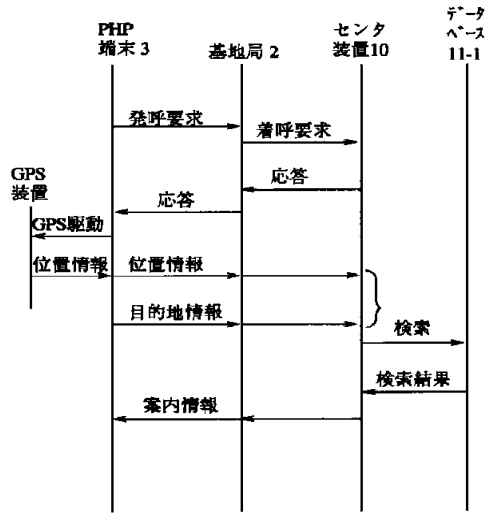 PHP
端末 3
基地局 2
センタ
装置10
ﾃﾞｰﾀ
ﾍﾞｰｽ
11-1
発呼要求
着呼要求
応答
応答
GPS
装置
GPS駆動
位置情報
位置情報
目的地情報
検索
検索結果
案内情報